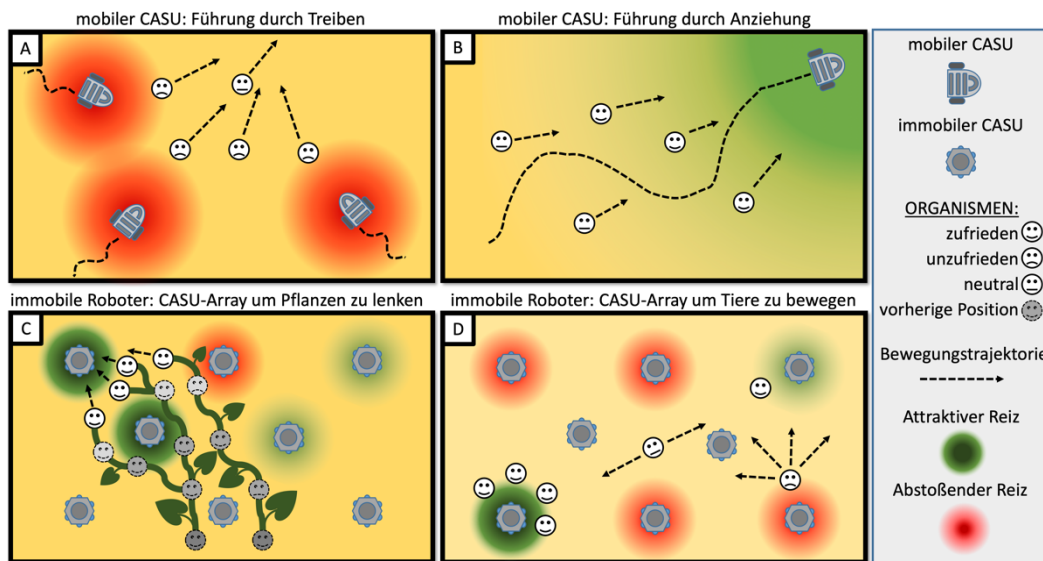 mobiler CASU: Führung durch Treiben
A
mobiler CASU: Führung durch Anziehung
B
immobile Roboter: CASU-Array um Pflanzen zu lenken
C
immobile Roboter: CASU-Array um Tiere zu bewegen
D
mobiler CASU
immobiler CASU
ORGANISMEN:
zufrieden
unzufrieden
neutral
vorherige Position
Bewegungstrajektorie
Attraktiver Reiz
Abstoßender Reiz